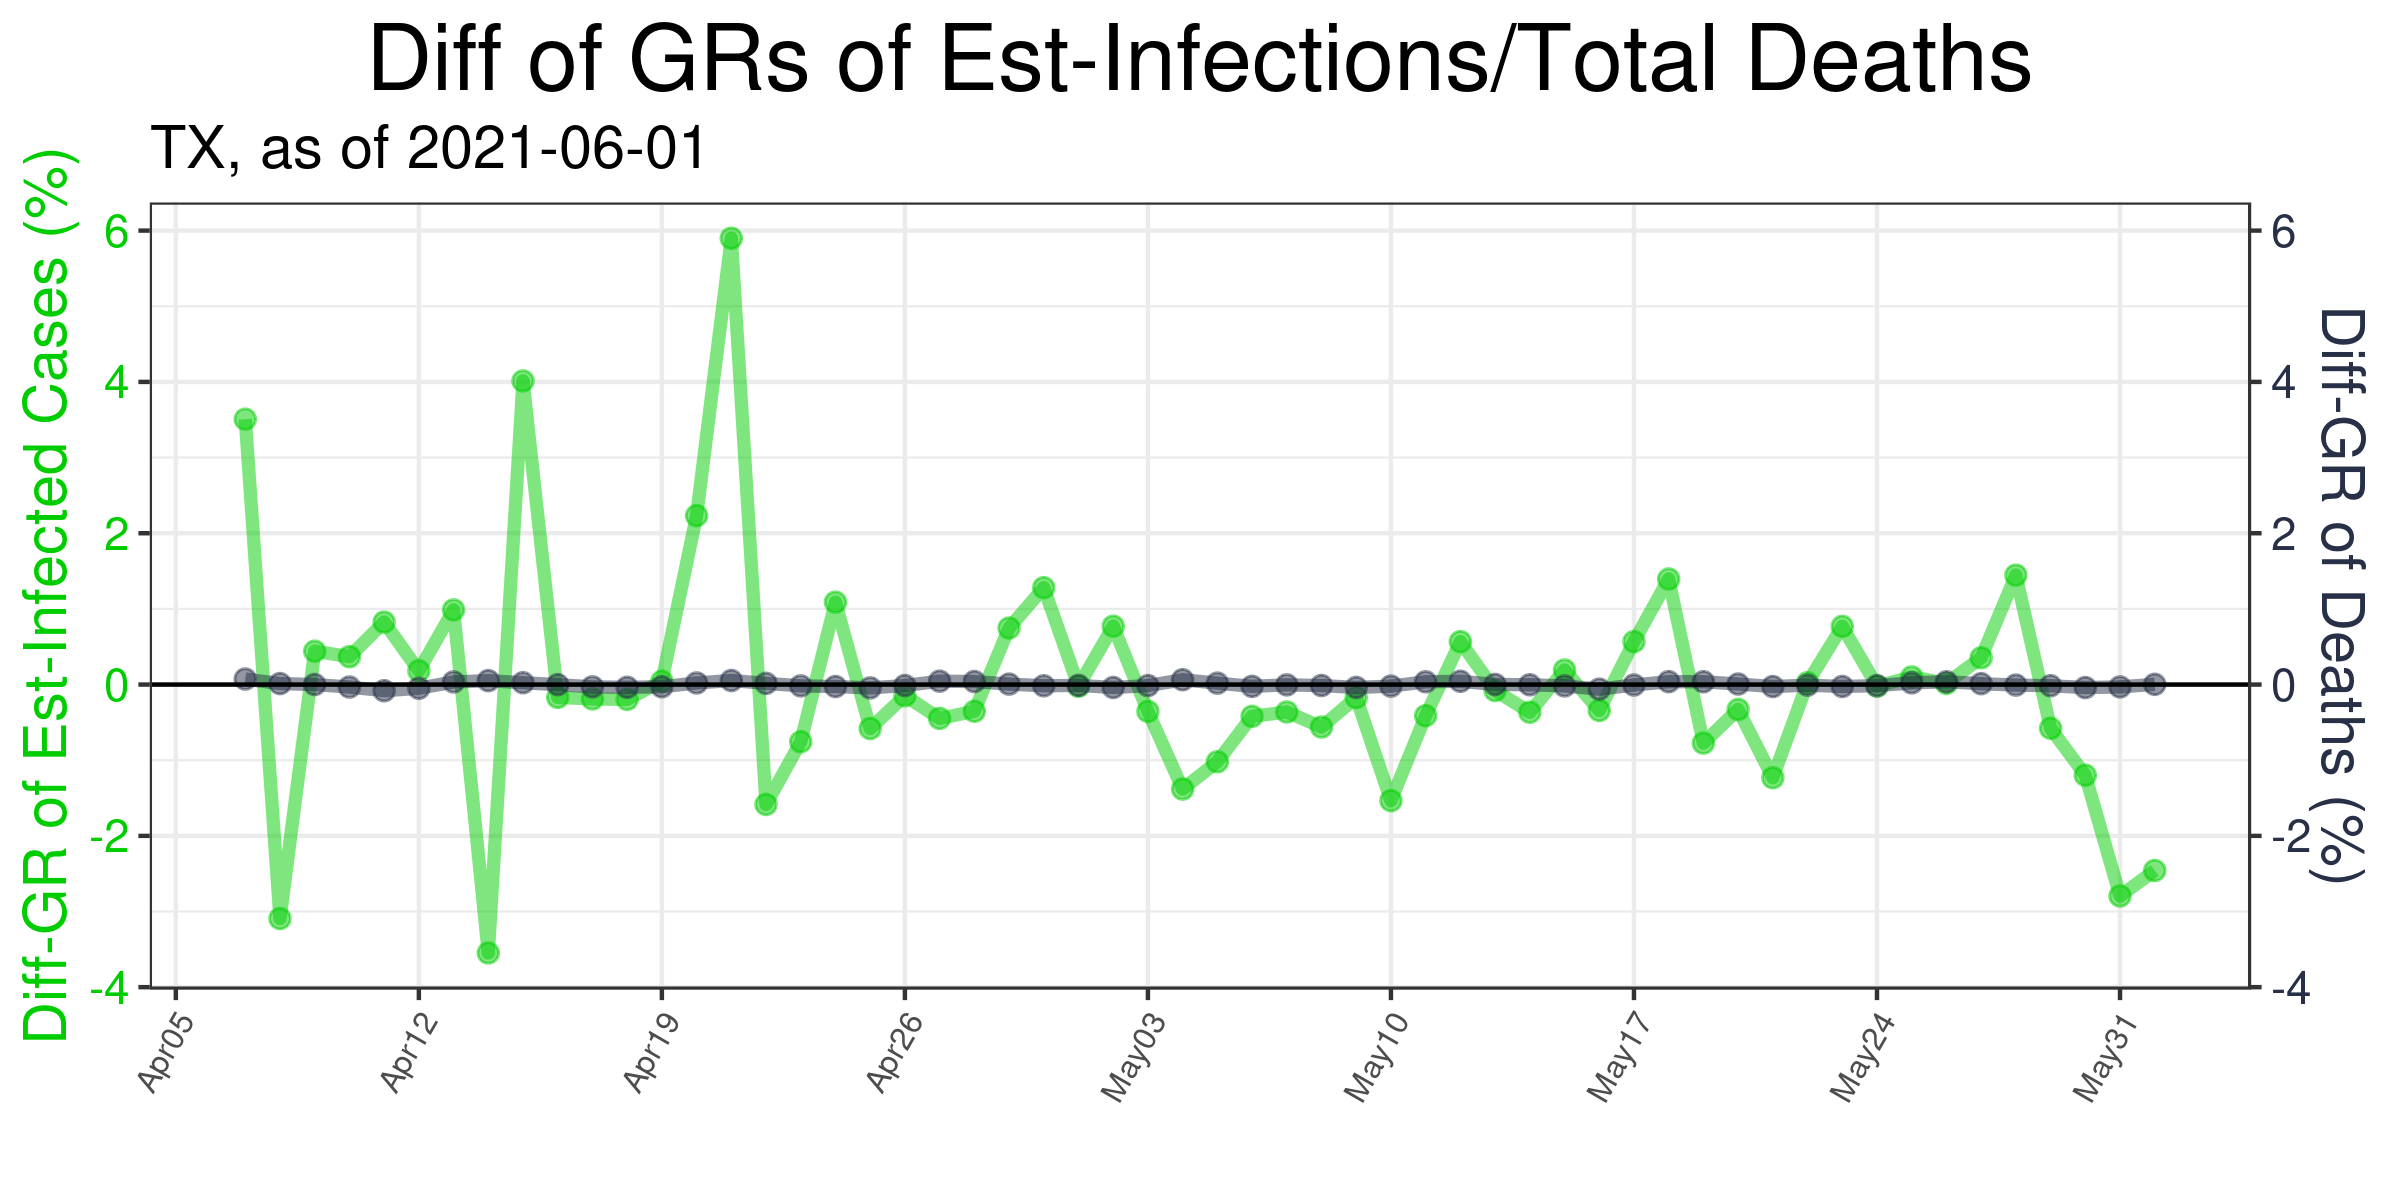 Diff of GRs of Est-Infections/Total Deaths
TX, as of 2021-06-01
Diff-GR of Est-Infected Cases (%)
6
4
2
0
-2
-4
6
4
2
0
-2
-4
Diff-GR of Deaths (%)
Apr05
Apr12
Apr19
Apr26
May03
May10
May17
May24
May31